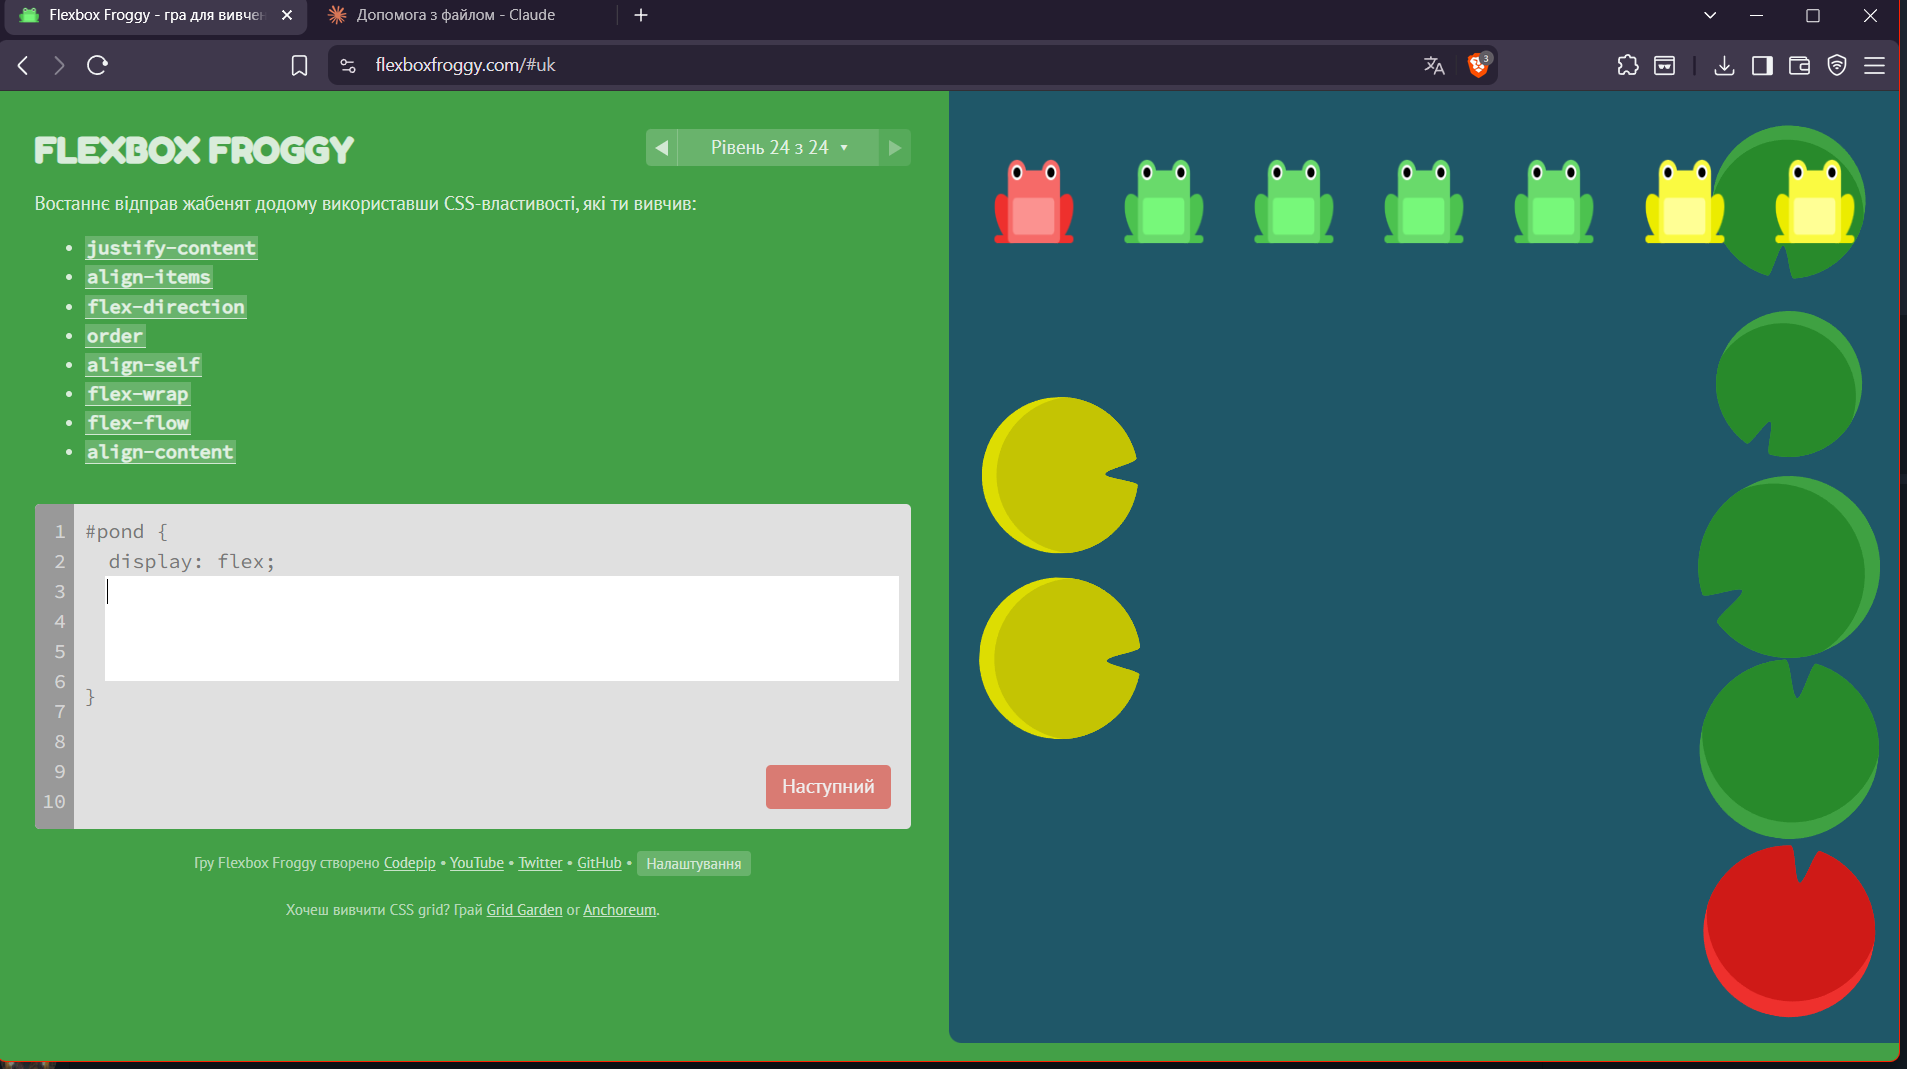 Flexbox Froggy - гра для вивчен
Допомога з файлом - Claude
flexboxfroggy.com/#uk
3
FLEXBOX FROGGY
Рівень 24 з 24
Востаннє відправ жабенят додому використавши CSS-властивості, які ти вивчив:
justify-content
align-items
flex-direction
order
align-self
flex-wrap
flex-flow
align-content
1 #pond {
2 display: flex;
3
4
5
6 }
7
8
9
10
Наступний
Гру Flexbox Froggy створено Codepip • YouTube • Twitter • GitHub • Налаштування
Хочеш вивчити CSS grid? Грай Grid Garden or Anchoreum.